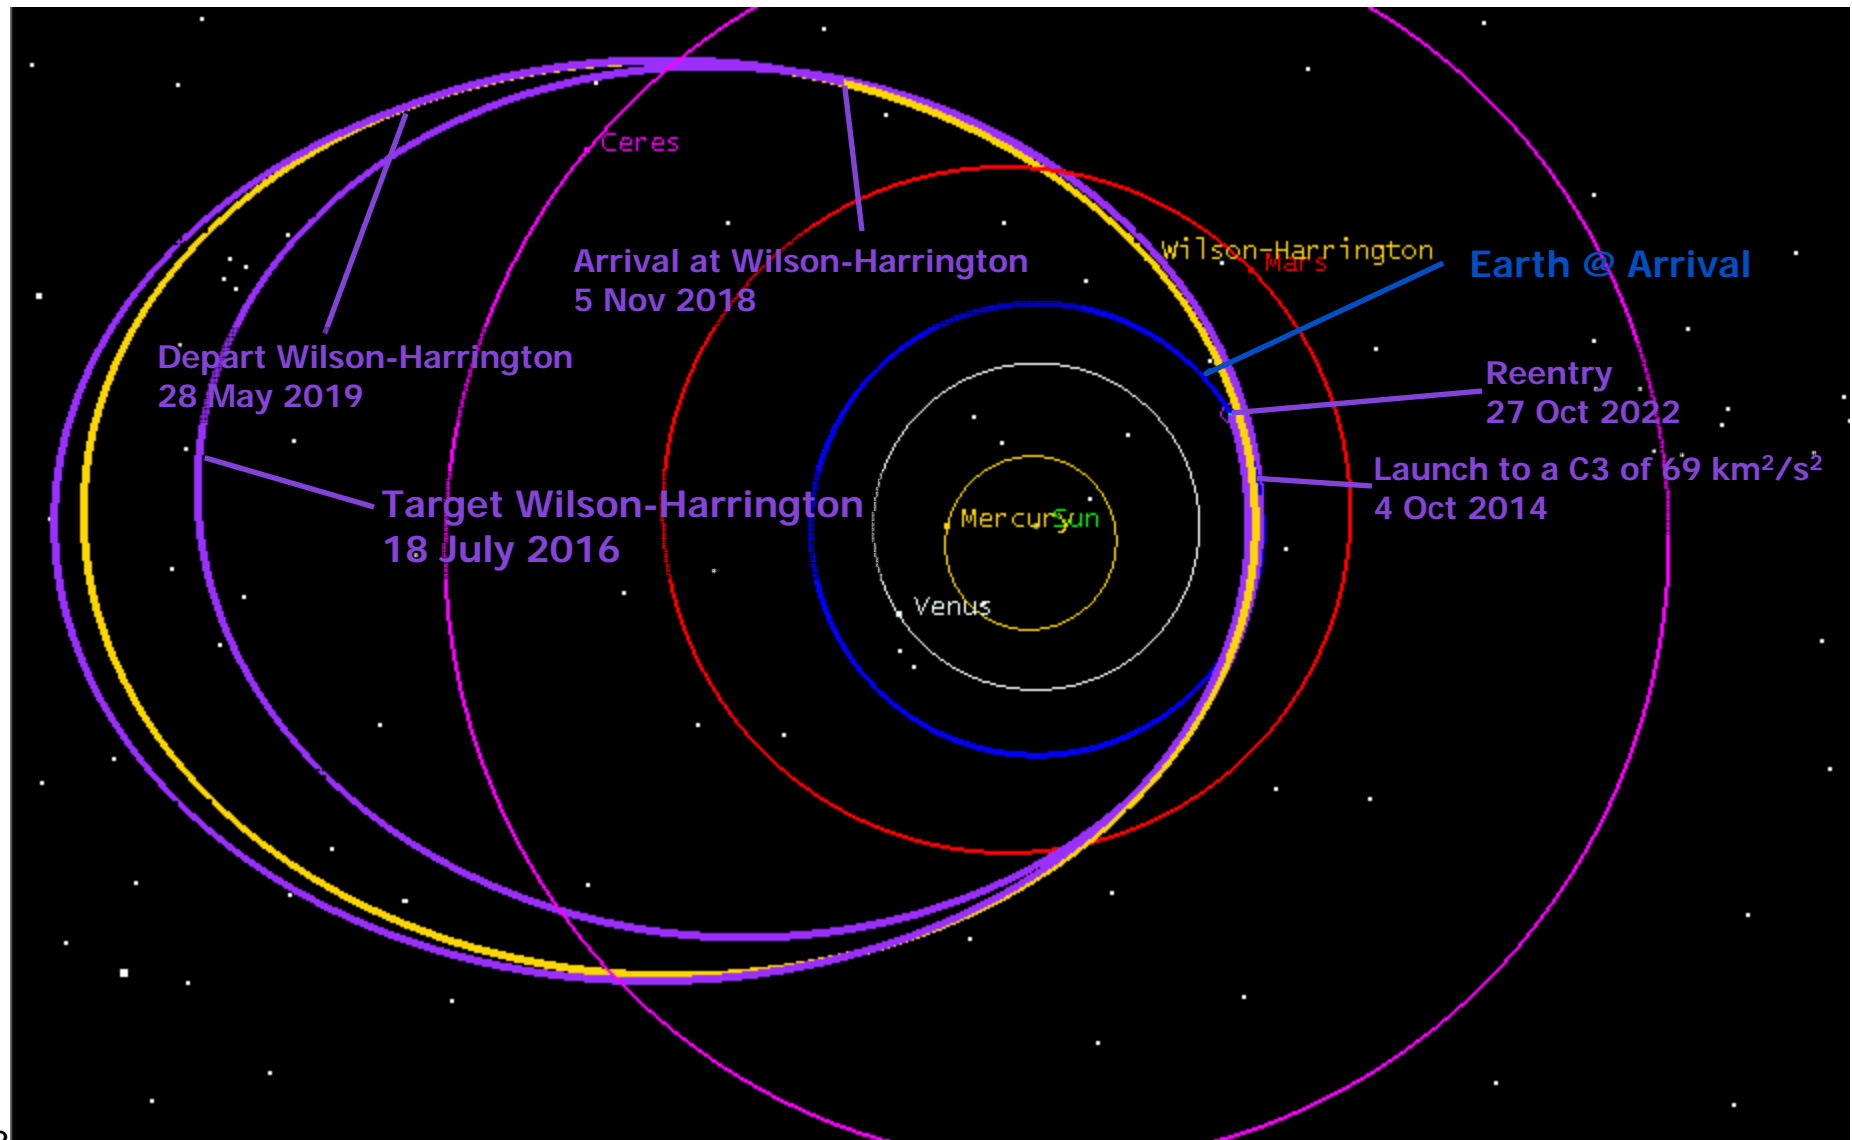 Ceres
Wilson-Harrington
Mars
Earth @ Arrival
Arrival at Wilson-Harrington
5 Nov 2018
Depart Wilson-Harrington
28 May 2019
Reentry
27 Oct 2022
Launch to a C3 of 69 km²/s²
4 Oct 2014
Target Wilson-Harrington
18 July 2016
Mercury
Sun
Venus